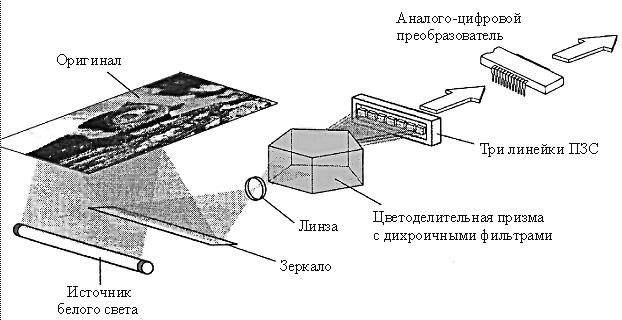 Аналого-цифровой
преобразователь
Оригинал
Три линейки ПЗС
Линза
Цветоделительная призма
с дихроичными фильтрами
Зеркало
Источник
белого света